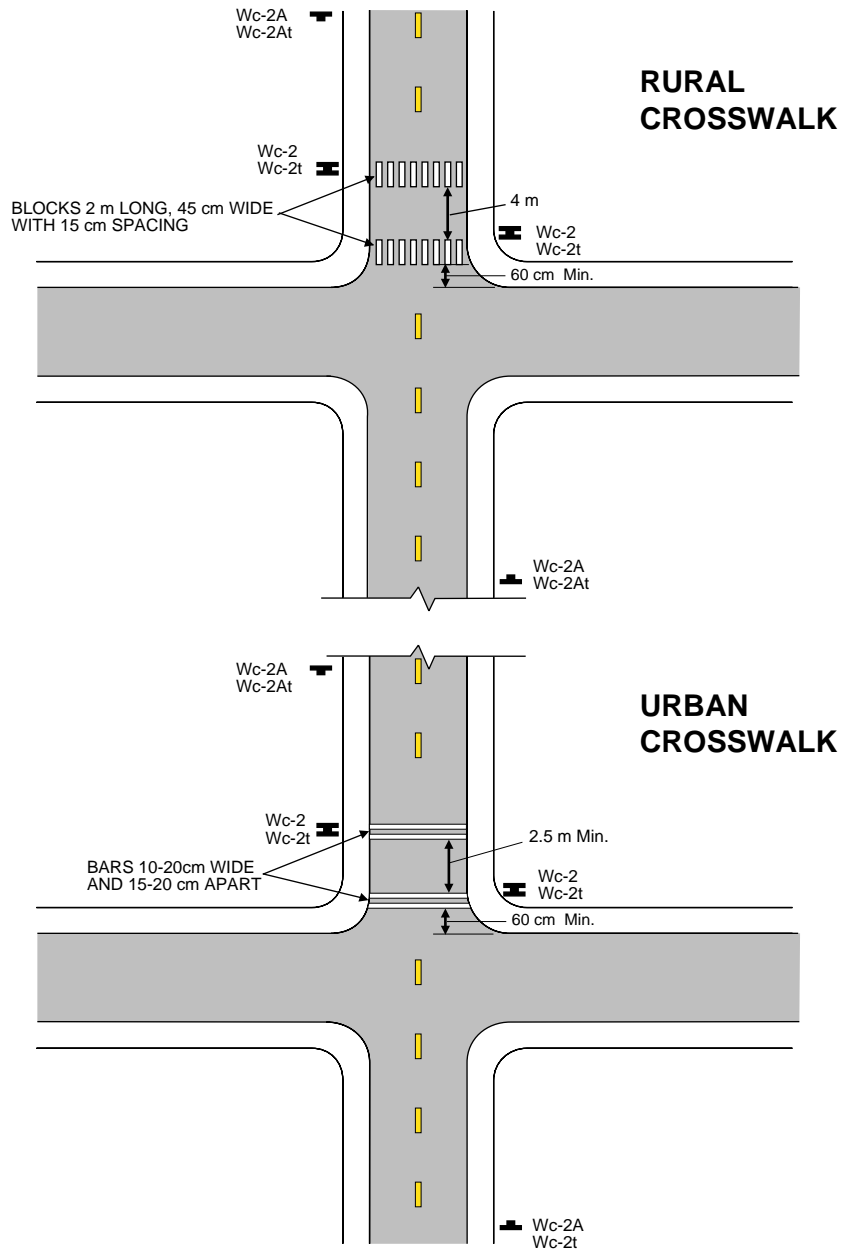 Wc-2A
Wc-2At
RURAL
CROSSWALK
Wc-2
Wc-2t
BLOCKS 2 m LONG, 45 cm WIDE
WITH 15 cm SPACING
4 m
Wc-2
Wc-2t
60 cm Min.
Wc-2A
Wc-2At
Wc-2A
Wc-2At
URBAN
CROSSWALK
Wc-2
Wc-2t
2.5 m Min.
BARS 10-20cm WIDE
AND 15-20 cm APART
Wc-2
Wc-2t
60 cm Min.
Wc-2A
Wc-2t